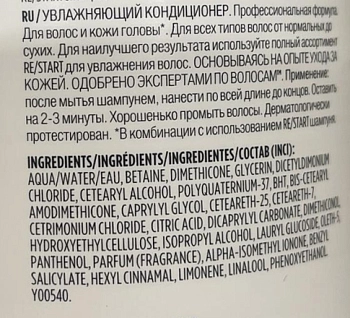 RU / УВЛАЖНЯЮЩИЙ КОНДИЦИОНЕР. Профессиональная формула.
Для волос и кожи головы*. Для всех типов волос от нормальных до
сухих. Для наилучшего результата используйте полный ассортимент
RE/START для увлажнения волос. ОСНОВЫВАЯСЬ НА ОПЫТЕ УХОДА ЗА
КОЖЕЙ. ОДОБРЕНО ЭКСПЕРТАМИ ПО ВОЛОСАМ*. Применение:
после мытья шампунем, нанести по всей длине до концов. Оставить
на 2-3 минуты. Хорошенько промыть волосы. Дерматологически
протестирован. *В комбинации с использованием RE/START шампуня.
INGREDIENTS/INGRÉDIENTS/INGREDIENTES/СОСТАВ (INCI):
AQUA/WATER/EAU, BETAINE, DIMETHICONE, GLYCERIN, DICETYLDIMONIUM
CHLORIDE, CETEARYL ALCOHOL, POLYQUATERNIUM-37, BHT, BIS-CETEARYL
AMODIMETHICONE, CAPRYLYL GLYCOL, CETEARETH-25, CETEARETH-7,
CETRIMONIUM CHLORIDE, CITRIC ACID, DICAPRYLYL CARBONATE, DIMETHICONOL,
HYDROXYETHYLCELLULOSE, ISOPROPYL ALCOHOL, LAURYL GLUCOSIDE, OLETH-5,
PANTHENOL, PARFUM (FRAGRANCE), ALPHA-ISOMETHYL IONONE, BENZYL
SALICYLATE, HEXYL CINNAMAL, LIMONENE, LINALOOL, PHENOXYETHANOL.
Y00540.